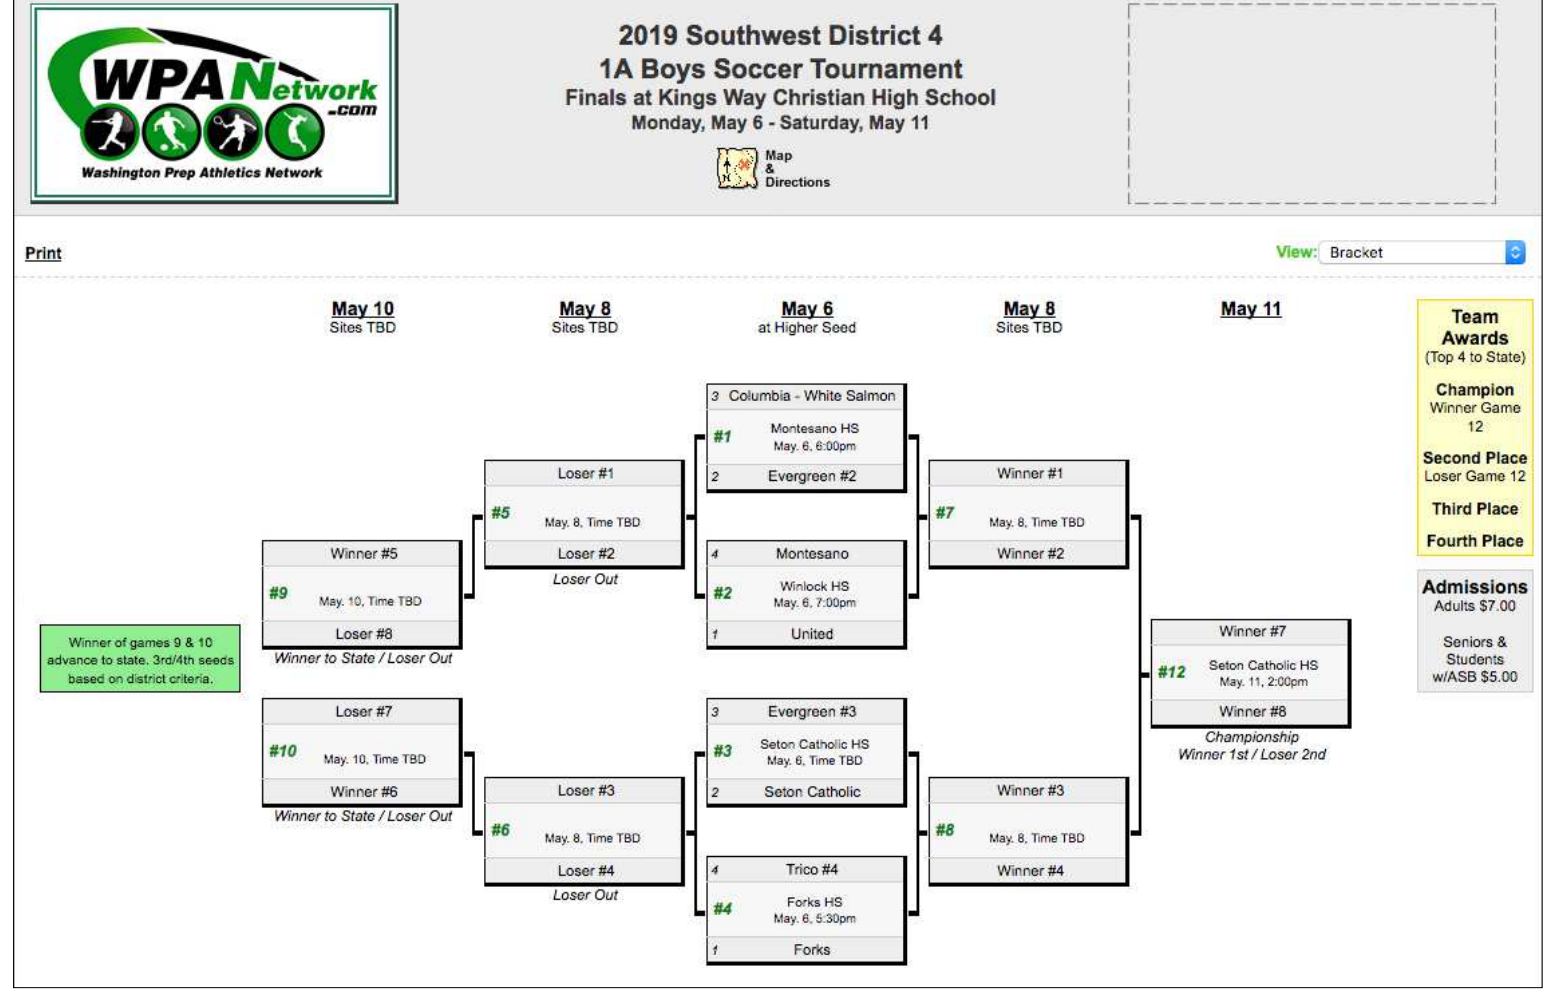 WPANetwork
.com
Washington Prep Athletics Network
2019 Southwest District 4
1A Boys Soccer Tournament
Finals at Kings Way Christian High School
Monday, May 6 - Saturday, May 11
N
Map
&
Directions
Print
View: Bracket
May 10
Sites TBD
May 8
Sites TBD
May 6
at Higher Seed
May 8
Sites TBD
May 11
Winner of games 9 & 10
advance to state. 3rd/4th seeds
based on district criteria.
Winner #5
#9
May. 10, Time TBD
Loser #8
Winner to State / Loser Out
Loser #7
#10
May. 10, Time TBD
Winner #6
Winner to State / Loser Out
Loser #1
#5
May. 8, Time TBD
Loser #2
Loser Out
Loser #3
#6
May. 8, Time TBD
Loser #4
Loser Out
3 Columbia - White Salmon
#1
Montesano HS
May. 6, 6:00pm
2 Evergreen #2
4 Montesano
#2
Winlock HS
May. 6, 7:00pm
1 United
3 Evergreen #3
#3
Seton Catholic HS
May. 6, Time TBD
2 Seton Catholic
4 Trico #4
#4
Forks HS
May. 6, 5:30pm
1 Forks
Winner #1
#7
May. 8, Time TBD
Winner #2
Winner #3
#8
May. 8, Time TBD
Winner #4
Winner #7
#12
Seton Catholic HS
May. 11, 2:00pm
Winner #8
Championship
Winner 1st / Loser 2nd
Team
Awards
(Top 4 to State)
Champion
Winner Game
12
Second Place
Loser Game 12
Third Place
Fourth Place
Admissions
Adults $7.00
Seniors &
Students
w/ASB $5.00